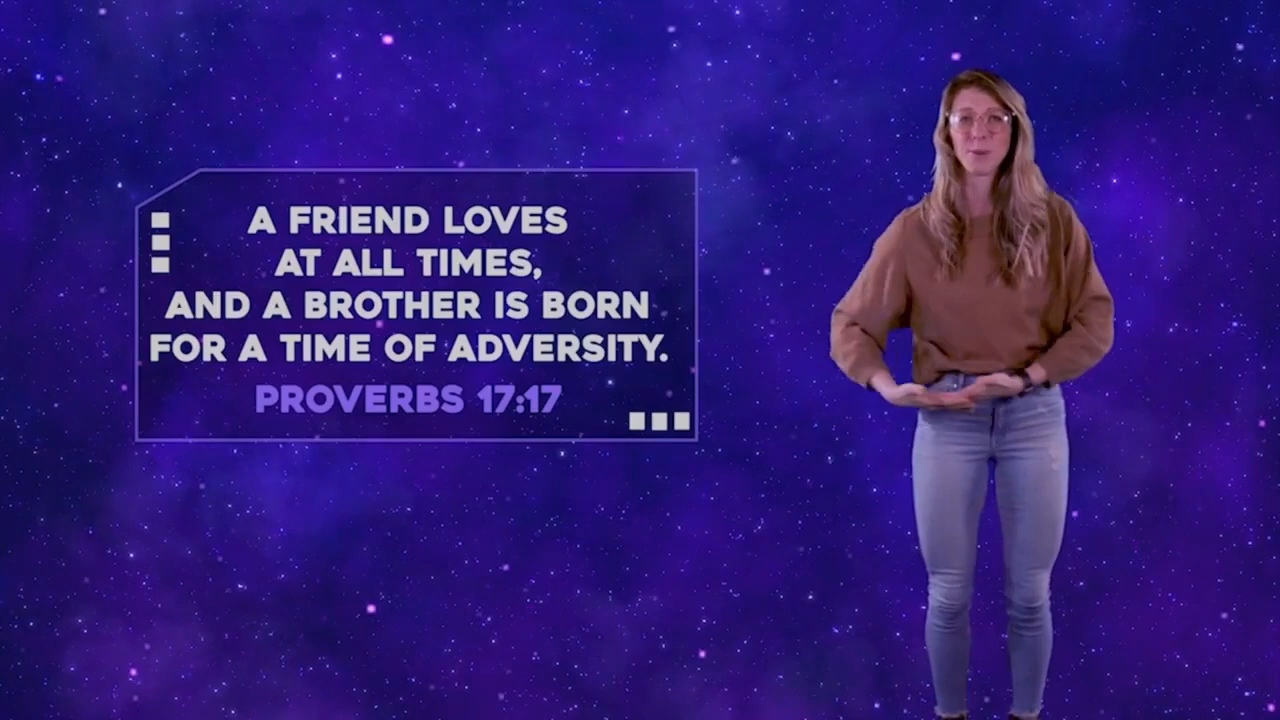 A FRIEND LOVES
AT ALL TIMES,
AND A BROTHER IS BORN
FOR A TIME OF ADVERSITY.
PROVERBS 17:17